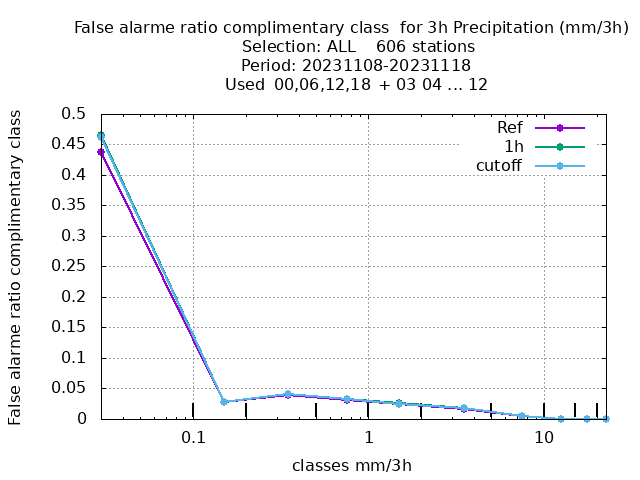 False alarme ratio complimentary class  for 3h Precipitation (mm/3h)
Selection: ALL    606 stations
Period: 20231108-20231118
Used  00,06,12,18  + 03 04 ... 12
False alarme ratio complimentary class
0.5
0.45
0.4
0.35
0.3
0.25
0.2
0.15
0.1
0.05
0
Ref
1h
cutoff
0.1
1
10
classes mm/3h